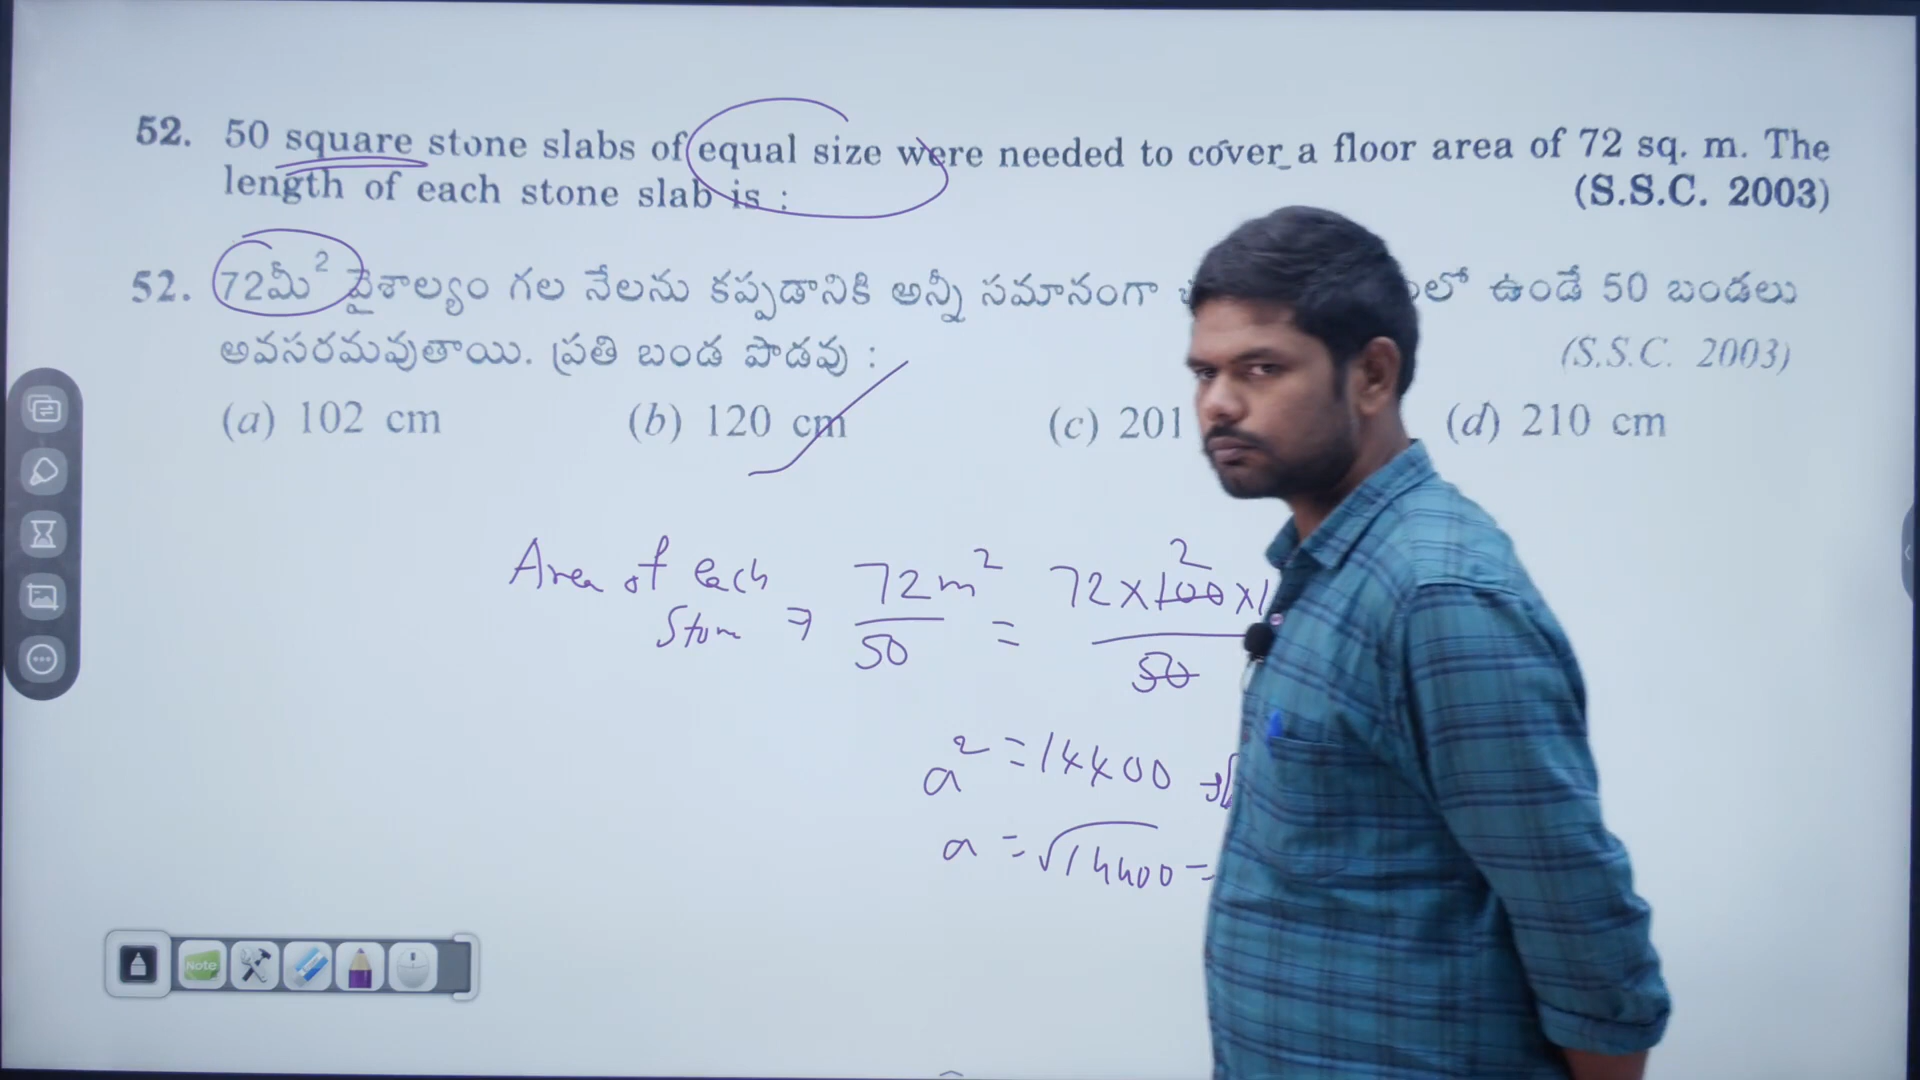 52. 50 square stone slabs of equal size were needed to cover a floor area of 72 sq. m. The
length of each stone slab is : (S.S.C. 2003)
52. 72మీ² వైశాల్యం గల నేలను కప్పడానికి అన్నీ సమానంగా లో ఉండే 50 బండలు
అవసరమవుతాయి. ప్రతి బండ పొడవు : (S.S.C. 2003)
(a) 102 cm (b) 120 cm (c) 201 (d) 210 cm
Area of each 72m² 72×100×1
Stone ⇒ 50 = 50
2
a² = 14400
a = √14400 =
Note